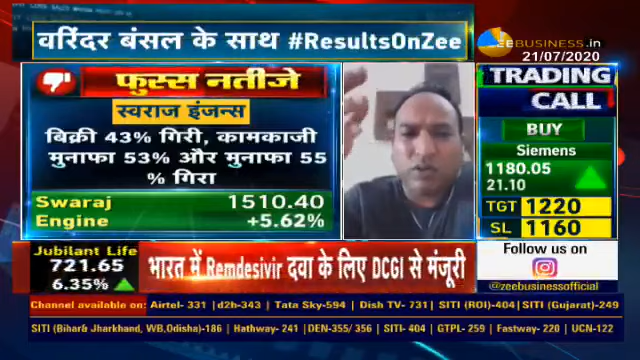 वरिंदर बंसल के साथ #ResultsOnZee
ZEEBUSINESS.in
21/07/2020
फुस्स नतीजे
स्वराज इंजन्स
बिक्री 43% गिरी, कामकाजी
मुनाफा 53% और मुनाफा 55
% गिरा
Swaraj 1510.40
Engine +5.62%
TRADING
CALL
BUY
Siemens
1180.05
21.10
TGT 1220
SL 1160
Jubilant Life
721.65
6.35%
भारत में Remdesivir दवा के लिए DCGI से मंजूरी
Follow us on
@zeebusinessofficial
Channel available on: Airtel- 331 |d2h-343 | Tata Sky-594 | Dish TV- 731| SITI (ROI)-404| SITI (Gujarat)-249
SITI (Bihar& Jharkhand, WB,Odisha)-186 | Hathway- 241 |DEN-355/ 356 | SITI- 404 | GTPL- 259 | Fastway- 220 | UCN-122